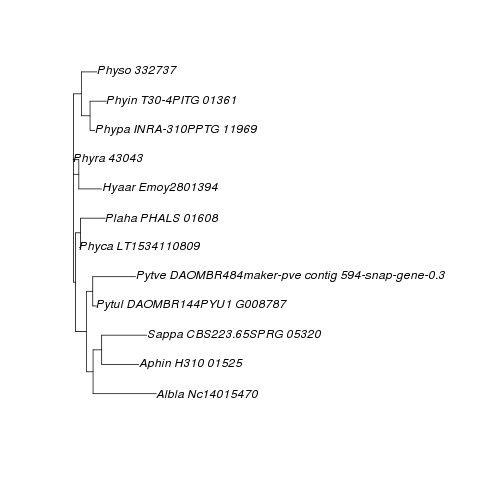 Physo 332737
Phyin T30-4PITG 01361
Phypa INRA-310PPTG 11969
Phyra 43043
Hyaar Emoy2801394
Plaha PHALS 01608
Phyca LT1534110809
Pytve DAOMBR484maker-pve contig 594-snap-gene-0.3
Pytul DAOMBR144PYU1 G008787
Sappa CBS223.65SPRG 05320
Aphin H310 01525
Albla Nc14015470